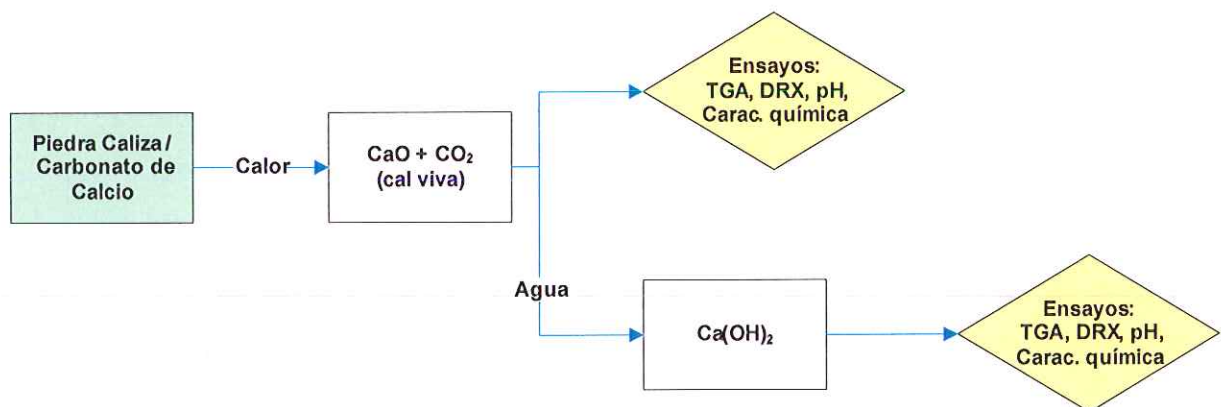 Piedra Caliza /
Carbonato de
Calcio
Calor
CaO + CO₂
(cal viva)
Ensayos:
TGA, DRX, pH,
Carac. química
Agua
Ca(OH)₂
Ensayos:
TGA, DRX, pH,
Carac. química